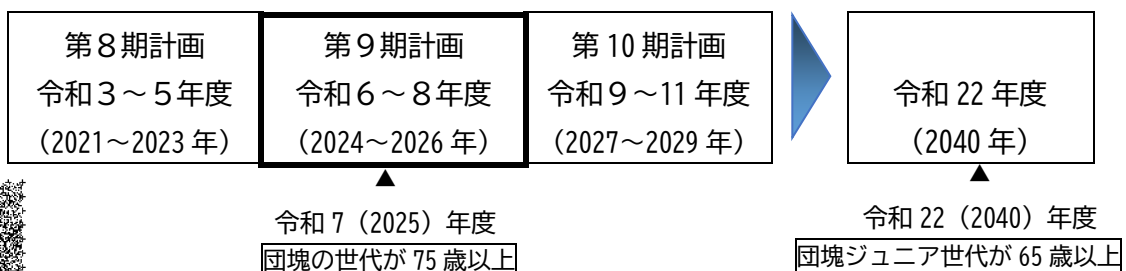 第８期計画
令和３～５年度
（2021～2023 年）
第９期計画
令和６～８年度
（2024～2026 年）
第 10 期計画
令和９～11 年度
（2027～2029 年）
令和 22 年度
（2040 年）
▲
令和 7（2025）年度
団塊の世代が 75 歳以上
▲
令和 22（2040）年度
団塊ジュニア世代が 65 歳以上